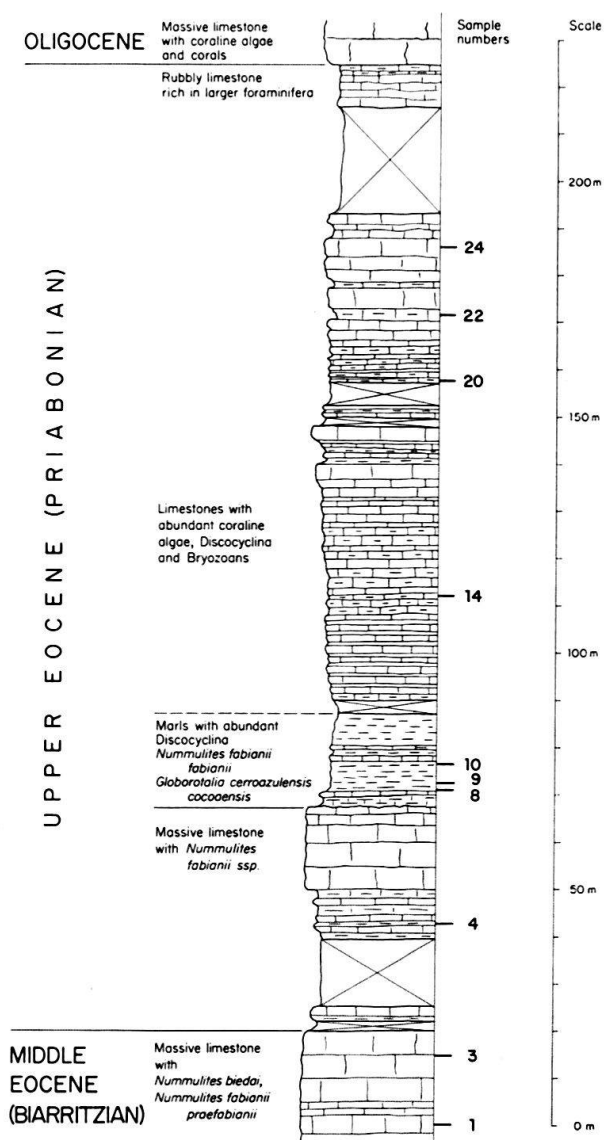 Sample
numbers
Scale
OLIGOCENE
Massive limestone
with coraline algae
and corals
Rubbly limestone
rich in larger foraminifera
200 m
24
22
20
150 m
UPPER EOCENE (PRIABONIAN)
Limestones with
abundant coraline
algae, Discocyclina
and Bryozoans
14
100 m
Marls with abundant
Discocyclina
Nummulites fabianii
fabianii
Globorotalia cerroazulensis
cocoaensis
10
9
8
Massive limestone
with Nummulites
fabianii ssp.
50 m
4
MIDDLE
EOCENE
(BIARRITZIAN)
Massive limestone
with
Nummulites biedai,
Nummulites fabianii
praefabianii
3
1
0 m